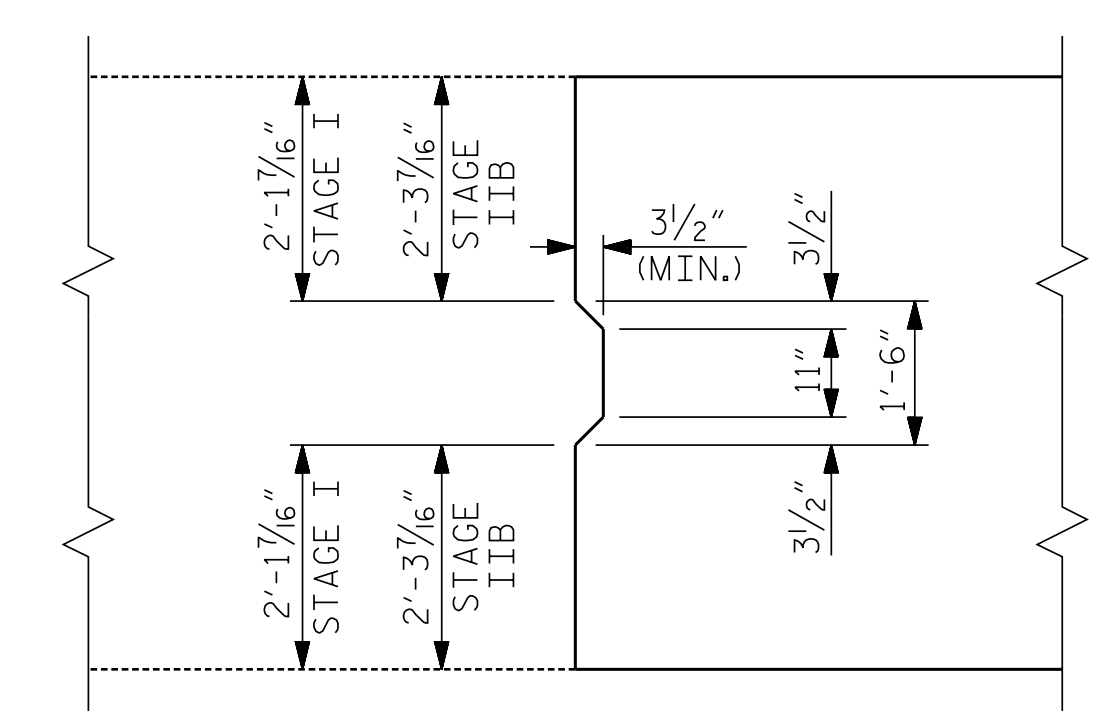 2'-1 7/16"
STAGE I
2'-3 7/16"
STAGE
IIB
3 1/2"
(MIN.)
3 1/2"
11"
1'-6"
2'-1 7/16"
STAGE I
2'-3 7/16"
STAGE
IIB
3 1/2"